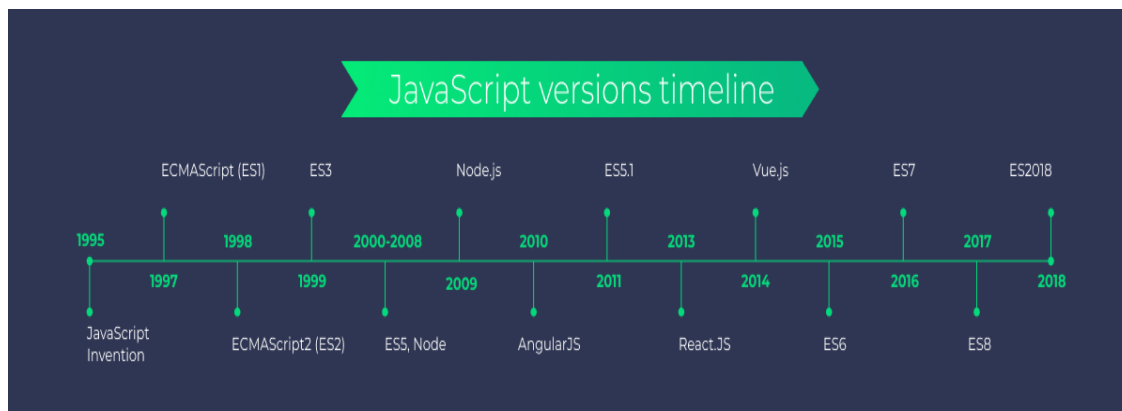 JavaScript versions timeline
ECMAScript (ES1)
ES3
Node.js
ES5.1
Vue.js
ES7
ES2018
1995
1998
2000-2008
2010
2013
2015
2017
1997
1999
2009
2011
2014
2016
2018
JavaScript
Invention
ECMAScript2 (ES2)
ES5, Node
AngularJS
React.JS
ES6
ES8